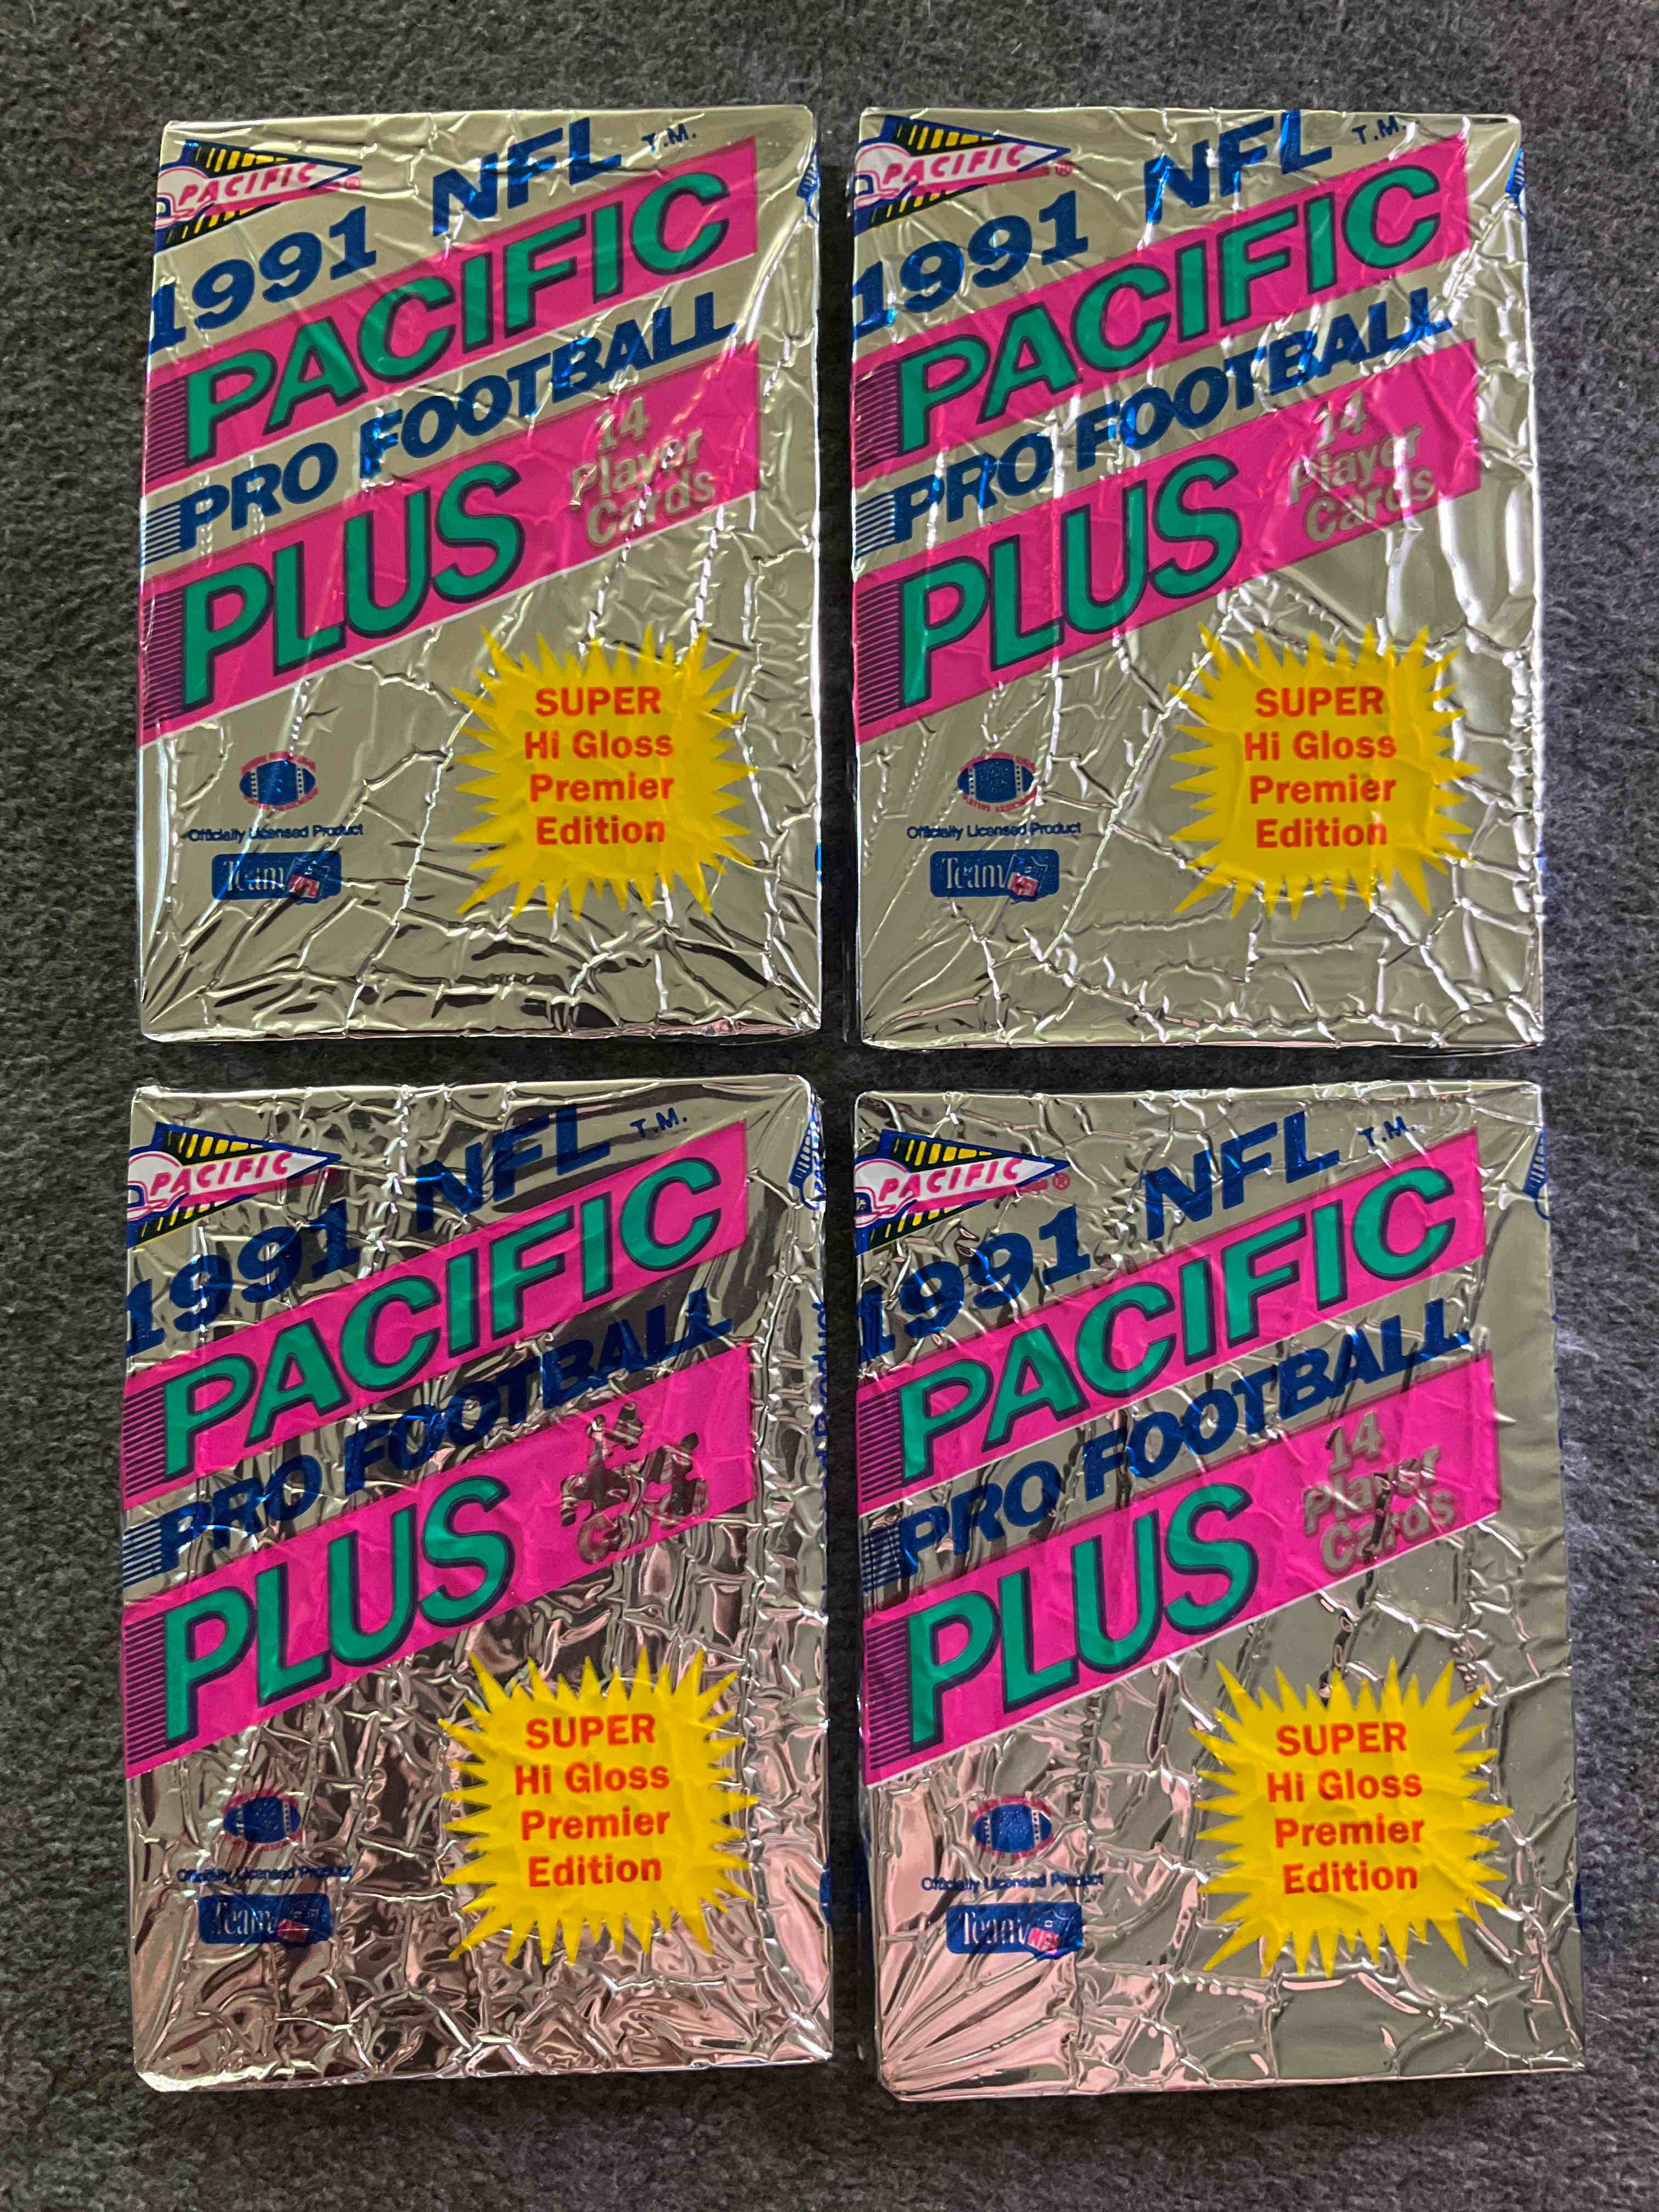 PACIFIC ®
1991 NFL T.M.
PACIFIC
PRO FOOTBALL
PLUS
14
Player
Cards
SUPER
Hi Gloss
Premier
Edition
Officially Licensed Product
Team NFL
PACIFIC ®
1991 NFL T.M.
PACIFIC
PRO FOOTBALL
PLUS
14
Player
Cards
SUPER
Hi Gloss
Premier
Edition
Officially Licensed Product
Team NFL
PACIFIC
1991 NFL T.M.
PACIFIC
PRO FOOTBALL
PLUS
SUPER
Hi Gloss
Premier
Edition
Officially Licensed Product
Team
PACIFIC ®
1991 NFL T.M.
PACIFIC
PRO FOOTBALL
PLUS
14
Player
Cards
SUPER
Hi Gloss
Premier
Edition
Officially Licensed Product
Team NFL